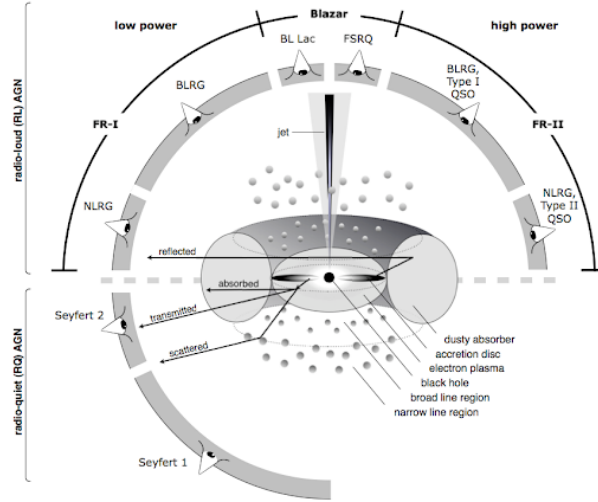 low power
Blazar
high power
BL Lac
FSRQ
BLRG
BLRG,
Type I
QSO
radio-loud (RL) AGN
jet
FR-I
FR-II
NLRG
NLRG,
Type II
QSO
reflected
absorbed
transmitted
scattered
Seyfert 2
dusty absorber
accretion disc
electron plasma
black hole
broad line region
narrow line region
radio-quiet (RQ) AGN
Seyfert 1